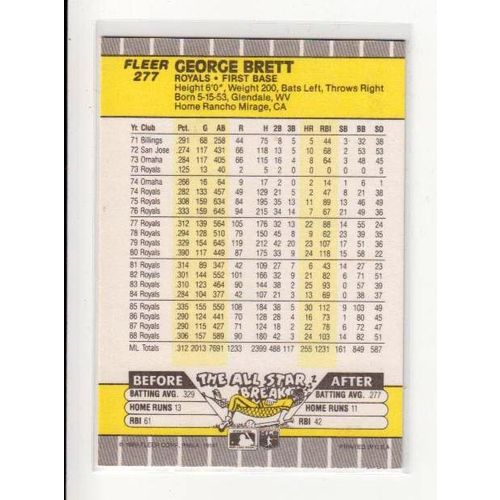 FLEER
277
GEORGE BRETT
ROYALS • FIRST BASE
Height 6'0", Weight 200, Bats Left, Throws Right
Born 5-15-53, Glendale, WV
Home Rancho Mirage, CA
Yr. Club Pct. G AB R H 2B 3B HR RBI SB BB SO
71 Billings .291 68 258 44 75 8 5 5 44 3 32 38
72 San Jose .274 117 431 66 118 13 5 10 68 2 53 53
73 Omaha .284 117 405 66 115 16 4 8 64 3 48 45
73 Royals .125 13 40 2 5 2 0 0 0 0 0 5
74 Omaha .266 16 64 9 17 2 0 2 14 1 6 1
74 Royals .282 133 457 49 129 21 5 2 47 8 21 38
75 Royals .308 159 634 84 195 35 13 11 89 13 46 49
76 Royals .333 159 645 94 215 34 14 7 67 21 49 36
77 Royals .312 139 564 105 176 32 13 22 88 14 55 24
78 Royals .294 128 510 79 150 45 8 9 62 23 39 35
79 Royals .329 154 645 119 212 42 20 23 107 17 51 36
80 Royals .390 117 449 87 175 33 9 24 118 15 58 22
81 Royals .314 89 347 42 109 27 7 6 43 14 27 23
82 Royals .301 144 552 101 166 32 9 21 82 6 71 51
83 Royals .310 123 464 90 144 38 2 25 93 0 57 39
84 Royals .284 104 377 42 107 21 3 13 69 0 38 37
85 Royals .335 155 550 108 184 38 5 30 112 9 103 49
86 Royals .290 124 441 70 128 28 4 16 73 1 80 45
87 Royals .290 115 427 71 124 18 2 22 78 6 72 47
88 Royals .306 157 589 90 180 42 3 24 103 14 82 51
ML Totals .312 2013 7691 1233 2399 488 117 255 1231 161 849 587
BEFORE THE ALL STAR BREAK AFTER
BATTING AVG. .329 BATTING AVG. .277
HOME RUNS 13 HOME RUNS 11
RBI 61 RBI 42
PRINTED IN U.S.A.